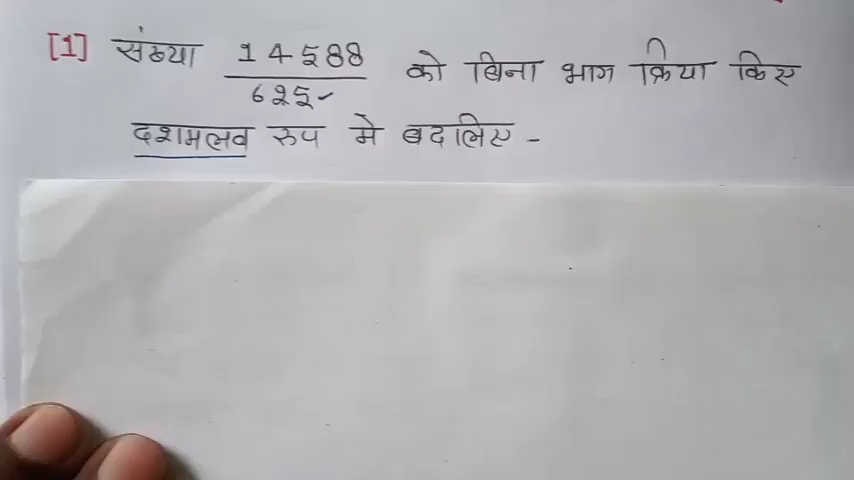 [1] संख्या 14588/625 को बिना भाग क्रिया किए
दशमलव रुप मे बदलिए -